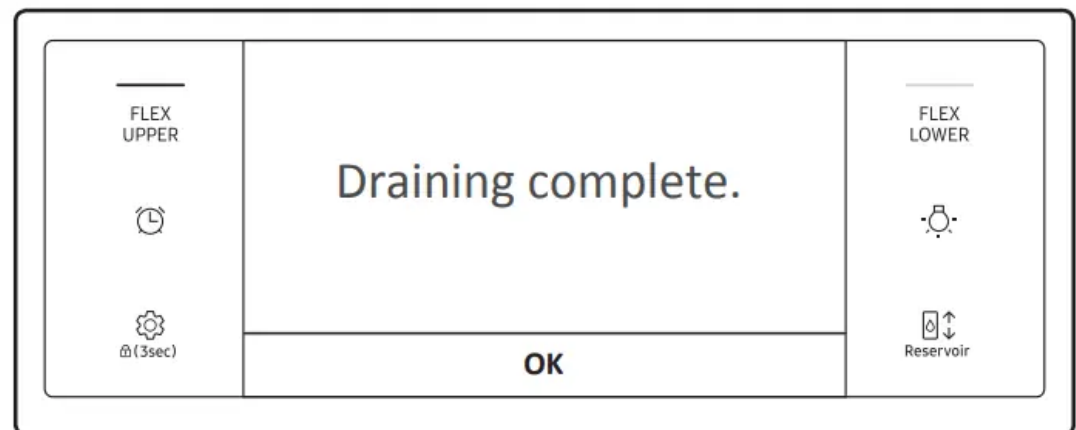 FLEX
UPPER
(3sec)
Draining complete.
OK
FLEX
LOWER
Reservoir